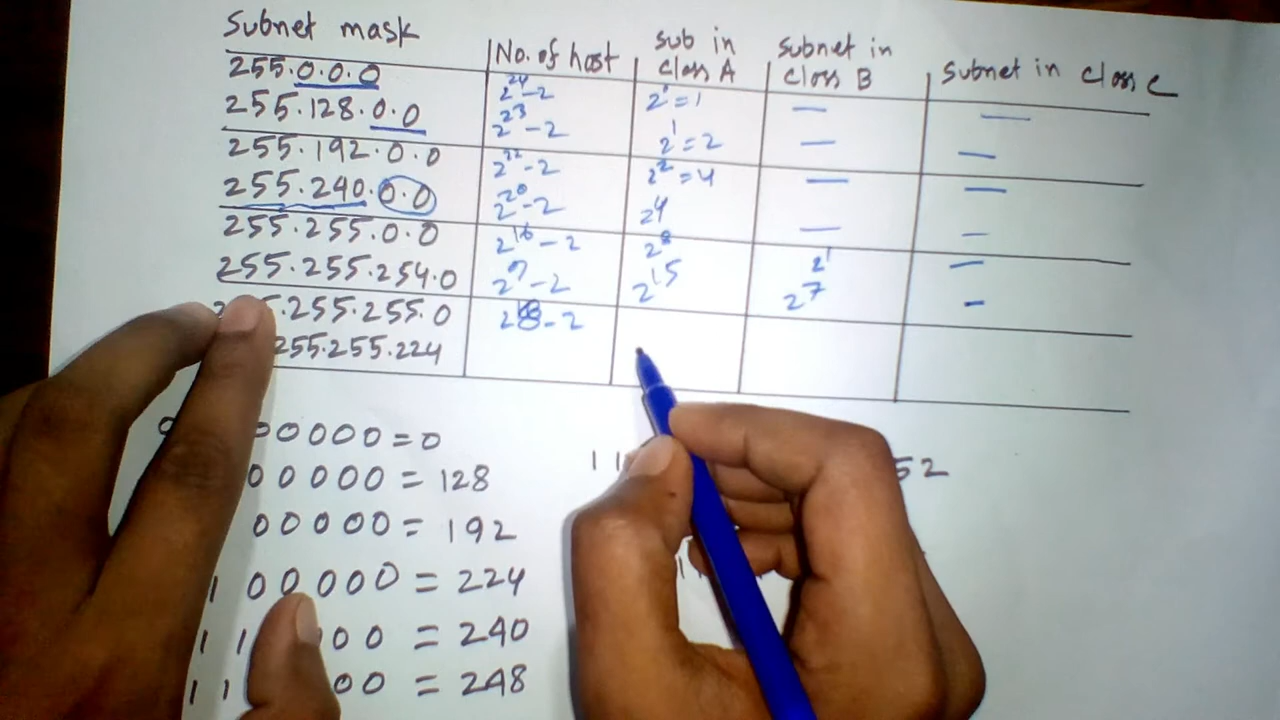 Subnet mask | No. of host | sub in class A | subnet in class B | subnet in class C
255.0.0.0 | 2^24-2 | 2^0=1 | — | —
255.128.0.0 | 2^23-2 | 2^1=2 | — | —
255.192.0.0 | 2^22-2 | 2^2=4 | — | —
255.240.0.0 | 2^20-2 | 2^4 | — | —
255.255.0.0 | 2^16-2 | 2^8 | 2^1 | —
255.255.254.0 | 2^9-2 | 2^15 | 2^7 | -
.255.255.0 | 28-2
255.255.224
00000=0
00000=128
00000=192
1 00000=224
11 00=240
11 00=248
11
52